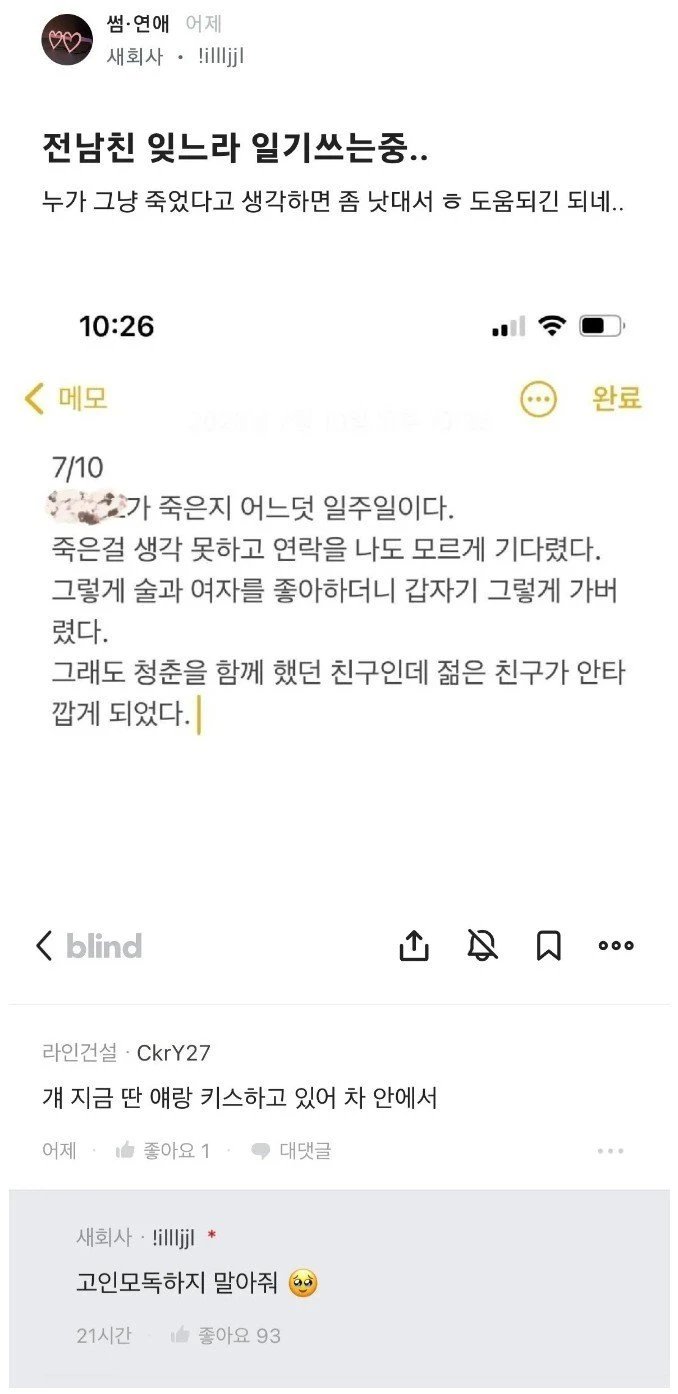 썸·연애 어제
새회사 • !illljjl
전남친 잊느라 일기쓰는중..
누가 그냥 죽었다고 생각하면 좀 낫대서 ㅎ 도움되긴 되네..
10:26
메모
완료
7/10
가 죽은지 어느덧 일주일이다.
죽은걸 생각 못하고 연락을 나도 모르게 기다렸다.
그렇게 술과 여자를 좋아하더니 갑자기 그렇게 가버
렸다.
그래도 청춘을 함께 했던 친구인데 젊은 친구가 안타
깝게 되었다.
blind
라인건설 · CkrY27
걔 지금 딴 얘랑 키스하고 있어 차 안에서
어제 · 좋아요 1 · 대댓글
새회사 · !illljjl *
고인모독하지 말아줘 🥹
21시간 · 좋아요 93